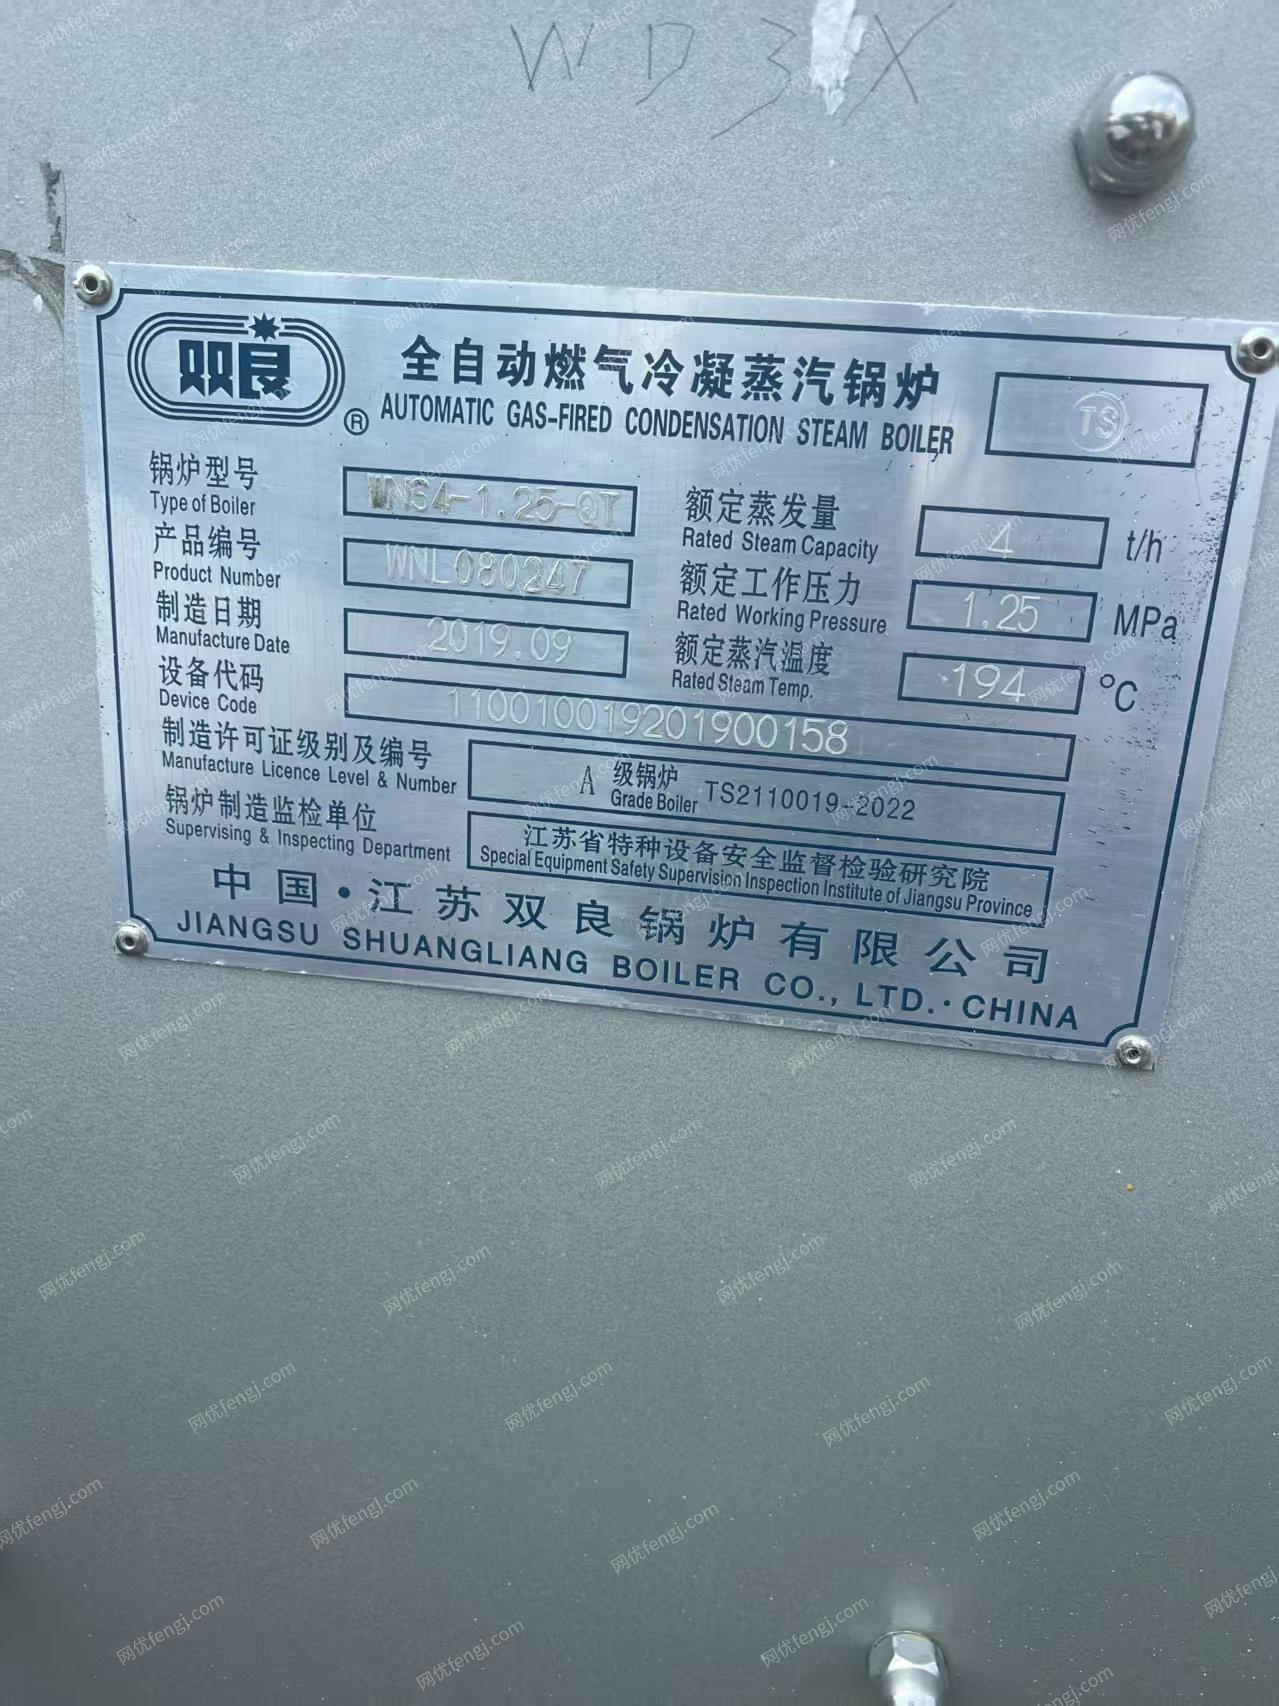 WD3X
双良
®
全自动燃气冷凝蒸汽锅炉
AUTOMATIC GAS-FIRED CONDENSATION STEAM BOILER
TS
锅炉型号 WNS4-1.25-QT
Type of Boiler
产品编号 WNL080247
Product Number
制造日期 2019.09
Manufacture Date
额定蒸发量 4 t/h
Rated Steam Capacity
额定工作压力 1.25 MPa
Rated Working Pressure
额定蒸汽温度 194 °C
Rated Steam Temp.
设备代码 11001001920190​0158
Device Code
制造许可证级别及编号 A 级锅炉 TS2110019-2022
Manufacture Licence Level & Number Grade Boiler
锅炉制造监检单位 江苏省特种设备安全监督检验研究院
Supervising & Inspecting Department Special Equipment Safety Supervision Inspection Institute of Jiangsu Province
中国·江苏双良锅炉有限公司
JIANGSU SHUANGLIANG BOILER CO., LTD.·CHINA
网优fengj.com